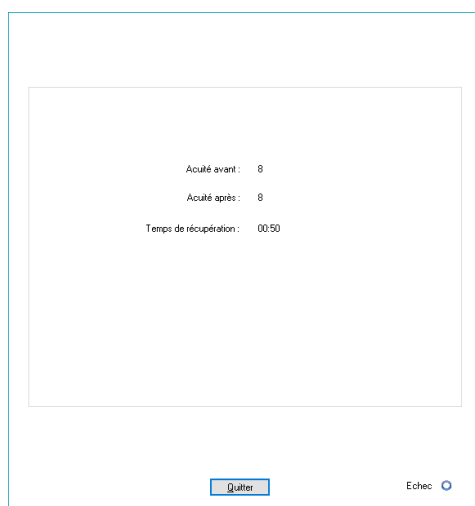 Acuité avant : 8
Acuité après : 8
Temps de récupération : 00:50
Quitter Echec